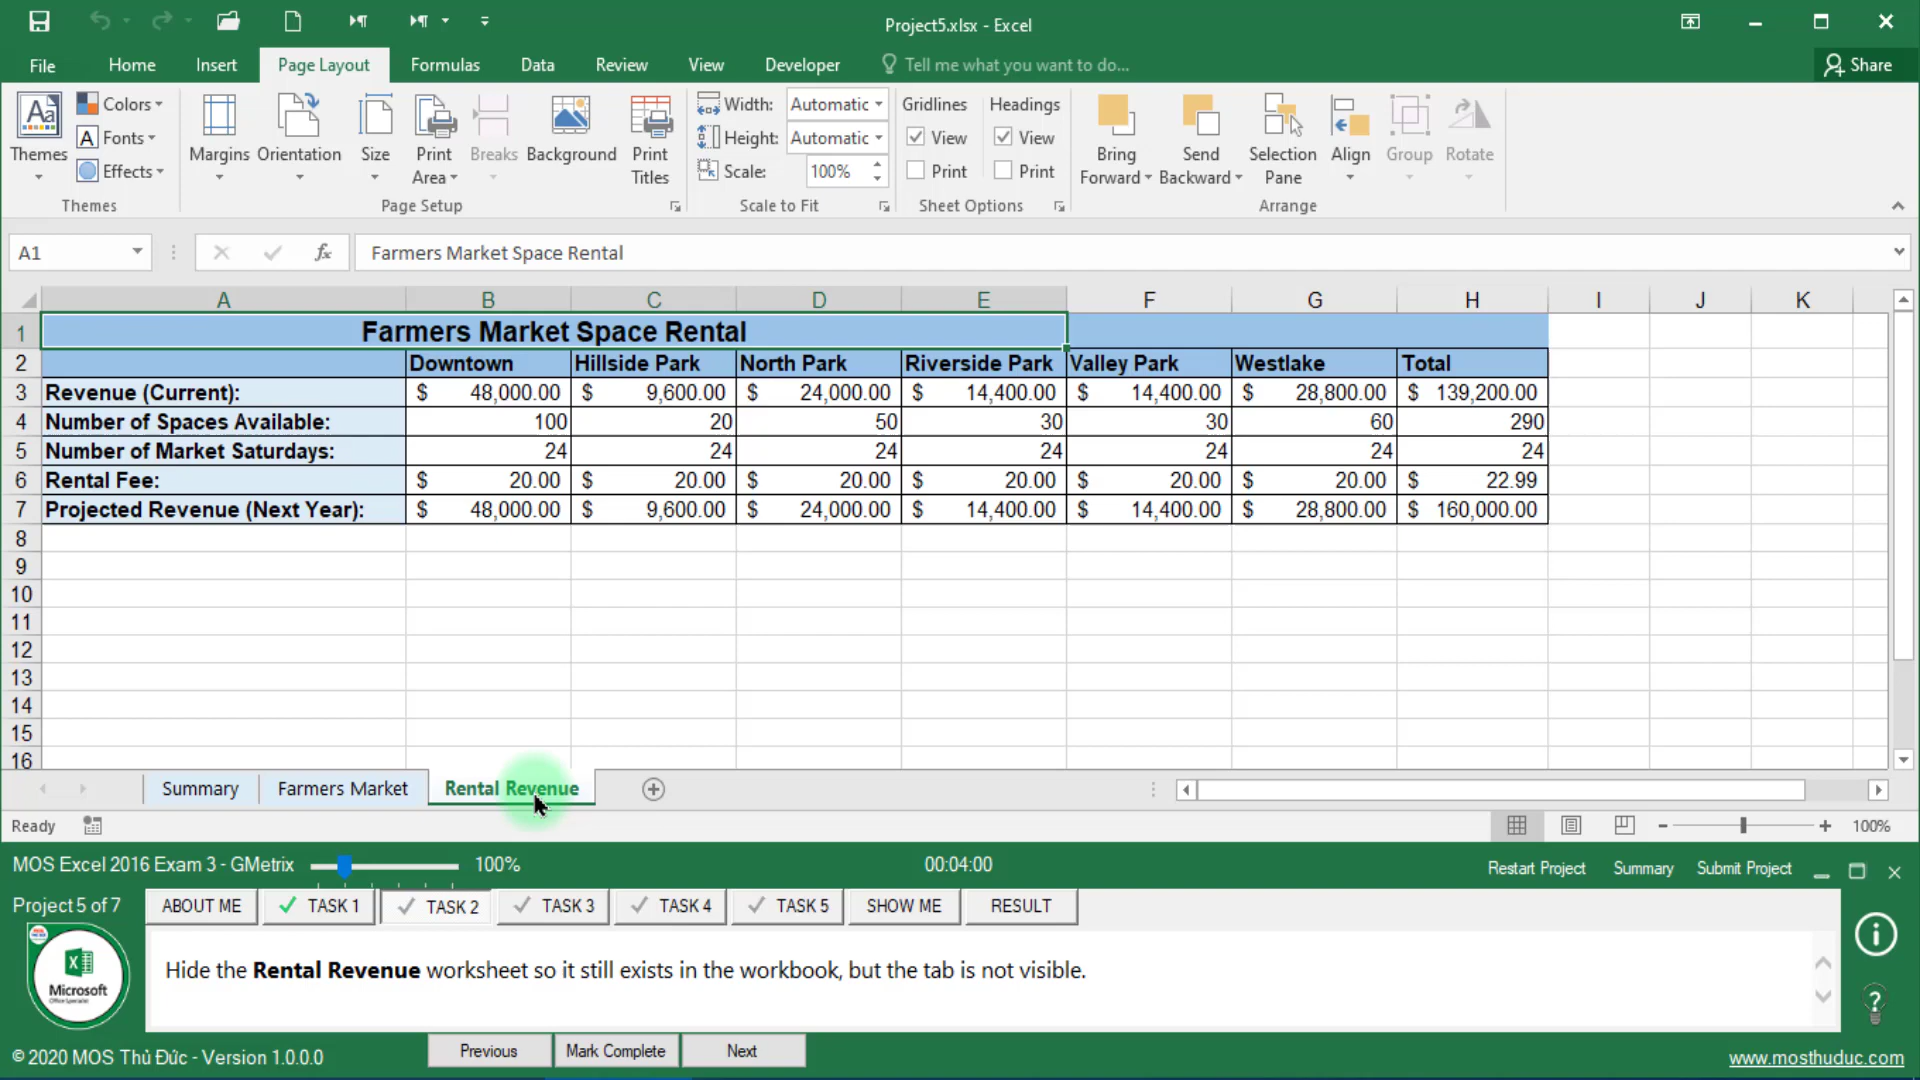 Project5.xlsx - Excel
File Home Insert Page Layout Formulas Data Review View Developer Tell me what you want to do... Share
Themes
Colors
Fonts
Effects
Themes
Margins
Orientation
Size
Print Area
Breaks
Background
Print Titles
Page Setup
Width: Automatic
Height: Automatic
Scale: 100%
Scale to Fit
Gridlines Headings
View View
Print Print
Sheet Options
Bring Forward
Send Backward
Selection Pane
Align
Group
Rotate
Arrange
A1 fx Farmers Market Space Rental
A B C D E F G H I J K
1 Farmers Market Space Rental
2 Downtown Hillside Park North Park Riverside Park Valley Park Westlake Total
3 Revenue (Current): $ 48,000.00 $ 9,600.00 $ 24,000.00 $ 14,400.00 $ 14,400.00 $ 28,800.00 $ 139,200.00
4 Number of Spaces Available: 100 20 50 30 30 60 290
5 Number of Market Saturdays: 24 24 24 24 24 24 24
6 Rental Fee: $ 20.00 $ 20.00 $ 20.00 $ 20.00 $ 20.00 $ 20.00 $ 22.99
7 Projected Revenue (Next Year): $ 48,000.00 $ 9,600.00 $ 24,000.00 $ 14,400.00 $ 14,400.00 $ 28,800.00 $ 160,000.00
8
9
10
11
12
13
14
15
16
Summary Farmers Market Rental Revenue
Ready 100%
MOS Excel 2016 Exam 3 - GMetrix 100% 00:04:00 Restart Project Summary Submit Project
Project 5 of 7 ABOUT ME TASK 1 TASK 2 TASK 3 TASK 4 TASK 5 SHOW ME RESULT
Hide the Rental Revenue worksheet so it still exists in the workbook, but the tab is not visible.
Microsoft
Office Specialist
Previous Mark Complete Next
© 2020 MOS Thủ Đức - Version 1.0.0.0 www.mosthuduc.com